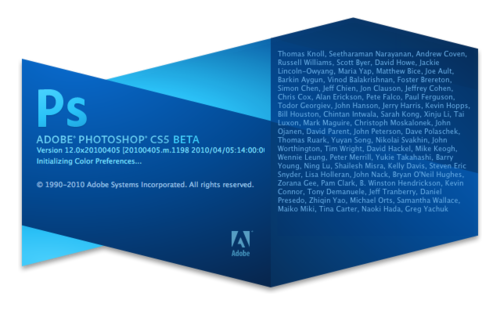 Ps
ADOBE® PHOTOSHOP® CS5 BETA
Version 12.0x20100405 [20100405.m.1198 2010/04/05:14:00:0
Initializing Color Preferences...
© 1990-2010 Adobe Systems Incorporated. All rights reserved.
Adobe
Thomas Knoll, Seetharaman Narayanan, Andrew Coven,
Russell Williams, Scott Byer, David Howe, Jackie
Lincoln-Owyang, Maria Yap, Matthew Bice, Joe Ault,
Barkin Aygun, Vinod Balakrishnan, Foster Brereton,
Simon Chen, Jeff Chien, Jon Clauson, Jeffrey Cohen,
Chris Cox, Alan Erickson, Pete Falco, Paul Ferguson,
Todor Georgiev, John Hanson, Jerry Harris, Kevin Hopps,
Bill Houston, Chintan Intwala, Sarah Kong, Xinju Li, Tai
Luxon, Mark Maguire, Christoph Moskalonek, John
Ojanen, David Parent, John Peterson, Dave Polaschek,
Thomas Ruark, Yuyan Song, Nikolai Svakhin, John
Worthington, Tim Wright, David Hackel, Mike Keogh,
Wennie Leung, Peter Merrill, Yukie Takahashi, Barry
Young, Ning Lu, Shailesh Misra, Kelly Davis, Steven Eric
Snyder, Lisa Holleran, John Nack, Bryan O'Neil Hughes,
Zorana Gee, Pam Clark, B. Winston Hendrickson, Kevin
Connor, Tony Demaulele, Jeff Tranberry, Daniel
Presedo, Zhiqin Yao, Michael Orts, Samantha Wallace,
Maiko Miki, Tina Carter, Naoki Hada, Greg Yachuk